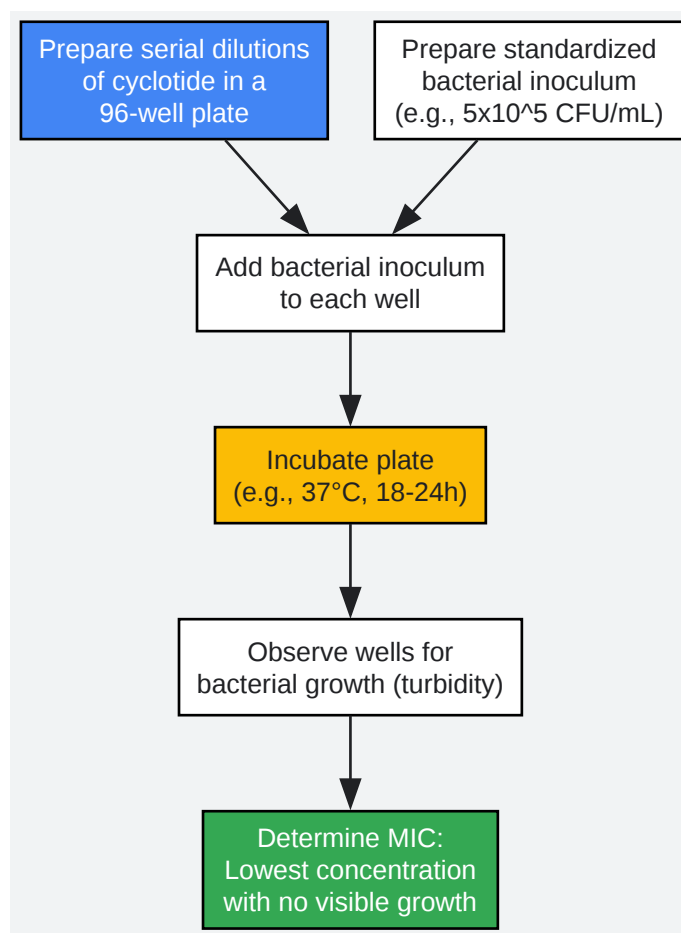 Prepare serial dilutions
of cyclotide in a
96-well plate
Prepare standardized
bacterial inoculum
(e.g., 5x10^5 CFU/mL)
Add bacterial inoculum
to each well
Incubate plate
(e.g., 37°C, 18-24h)
Observe wells for
bacterial growth (turbidity)
Determine MIC:
Lowest concentration
with no visible growth